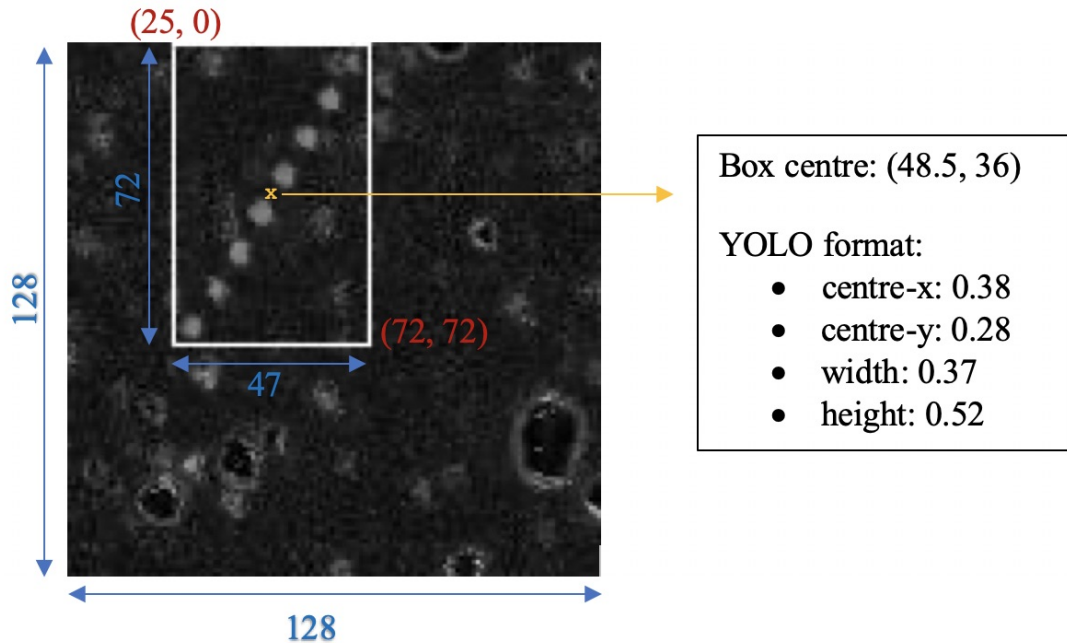 (25, 0)
72
x
128
(72, 72)
47
128
Box centre: (48.5, 36)
YOLO format:
• centre-x: 0.38
• centre-y: 0.28
• width: 0.37
• height: 0.52